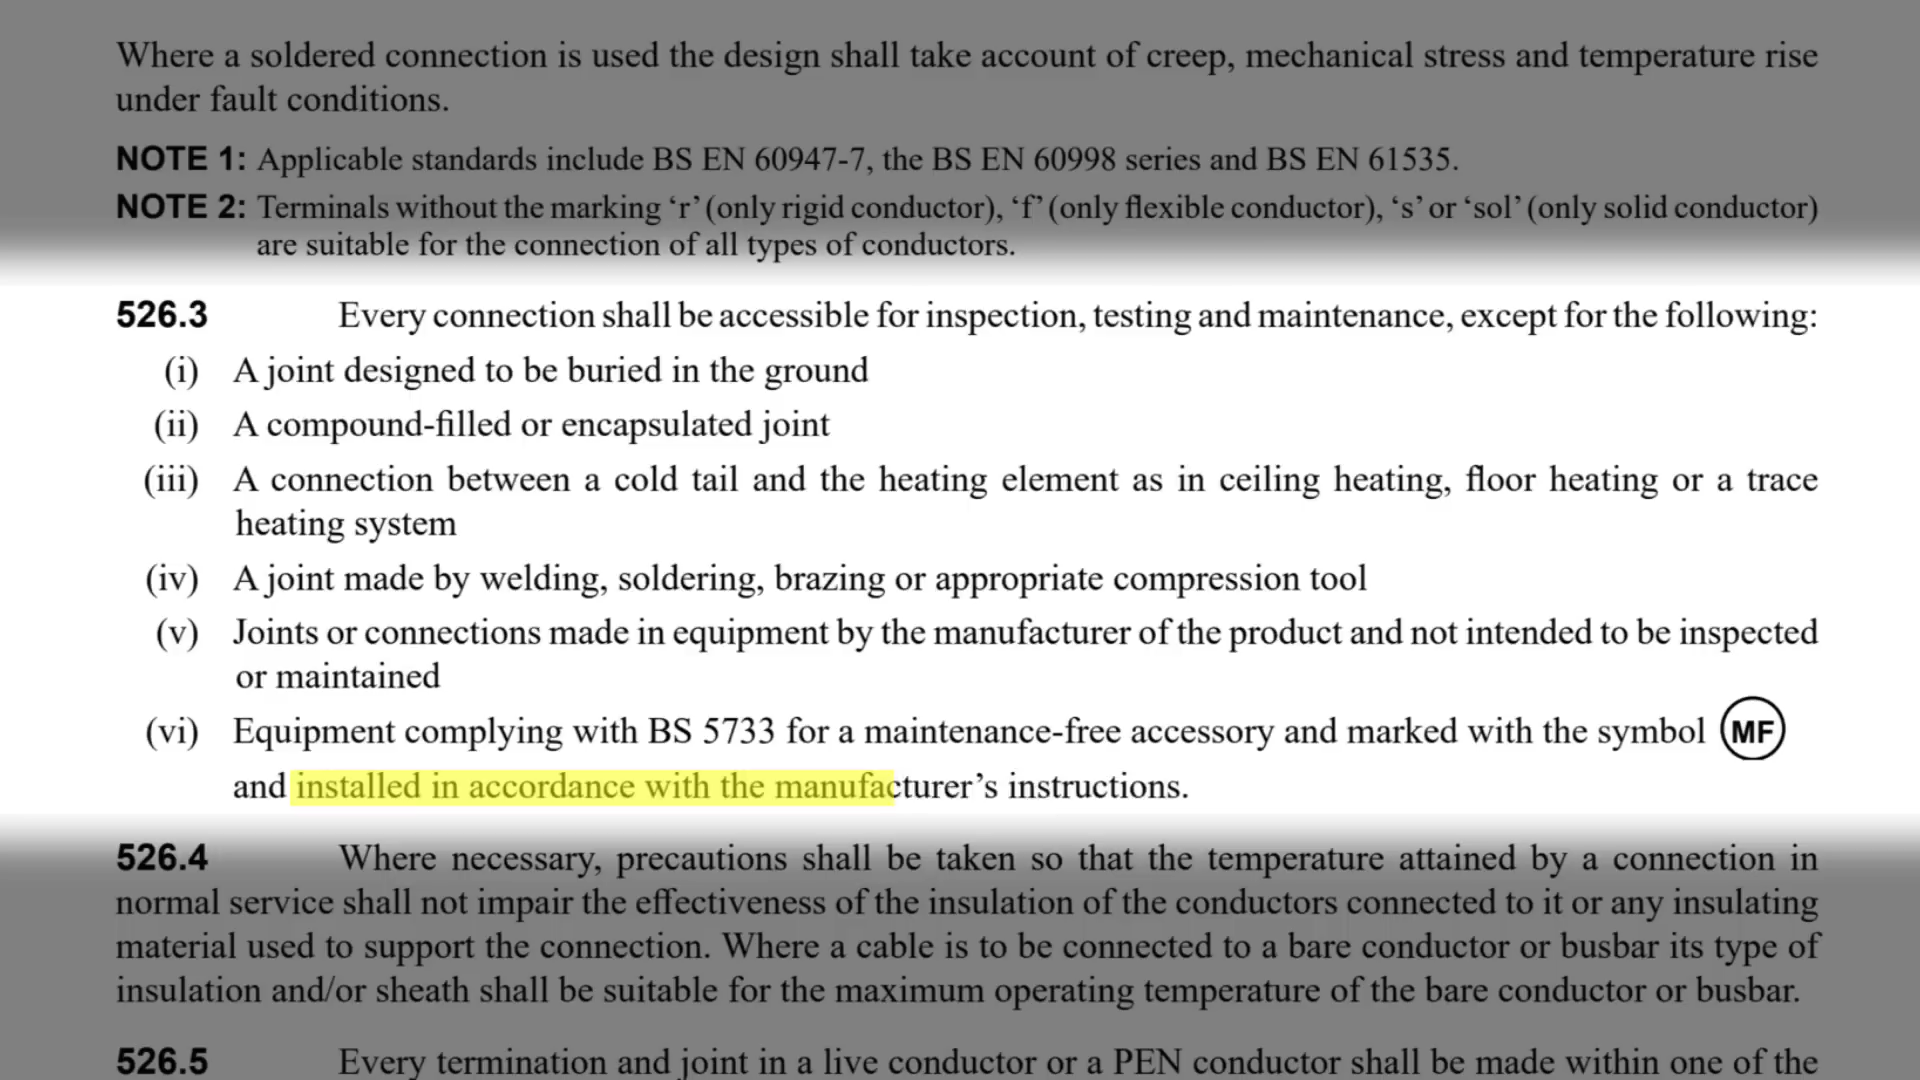 Where a soldered connection is used the design shall take account of creep, mechanical stress and temperature rise
under fault conditions.
NOTE 1: Applicable standards include BS EN 60947-7, the BS EN 60998 series and BS EN 61535.
NOTE 2: Terminals without the marking ‘r’ (only rigid conductor), ‘f’ (only flexible conductor), ‘s’ or ‘sol’ (only solid conductor)
are suitable for the connection of all types of conductors.
526.3 Every connection shall be accessible for inspection, testing and maintenance, except for the following:
(i) A joint designed to be buried in the ground
(ii) A compound-filled or encapsulated joint
(iii) A connection between a cold tail and the heating element as in ceiling heating, floor heating or a trace
heating system
(iv) A joint made by welding, soldering, brazing or appropriate compression tool
(v) Joints or connections made in equipment by the manufacturer of the product and not intended to be inspected
or maintained
(vi) Equipment complying with BS 5733 for a maintenance-free accessory and marked with the symbol MF
and installed in accordance with the manufacturer’s instructions.
526.4 Where necessary, precautions shall be taken so that the temperature attained by a connection in
normal service shall not impair the effectiveness of the insulation of the conductors connected to it or any insulating
material used to support the connection. Where a cable is to be connected to a bare conductor or busbar its type of
insulation and/or sheath shall be suitable for the maximum operating temperature of the bare conductor or busbar.
526.5 Every termination and joint in a live conductor or a PEN conductor shall be made within one of the